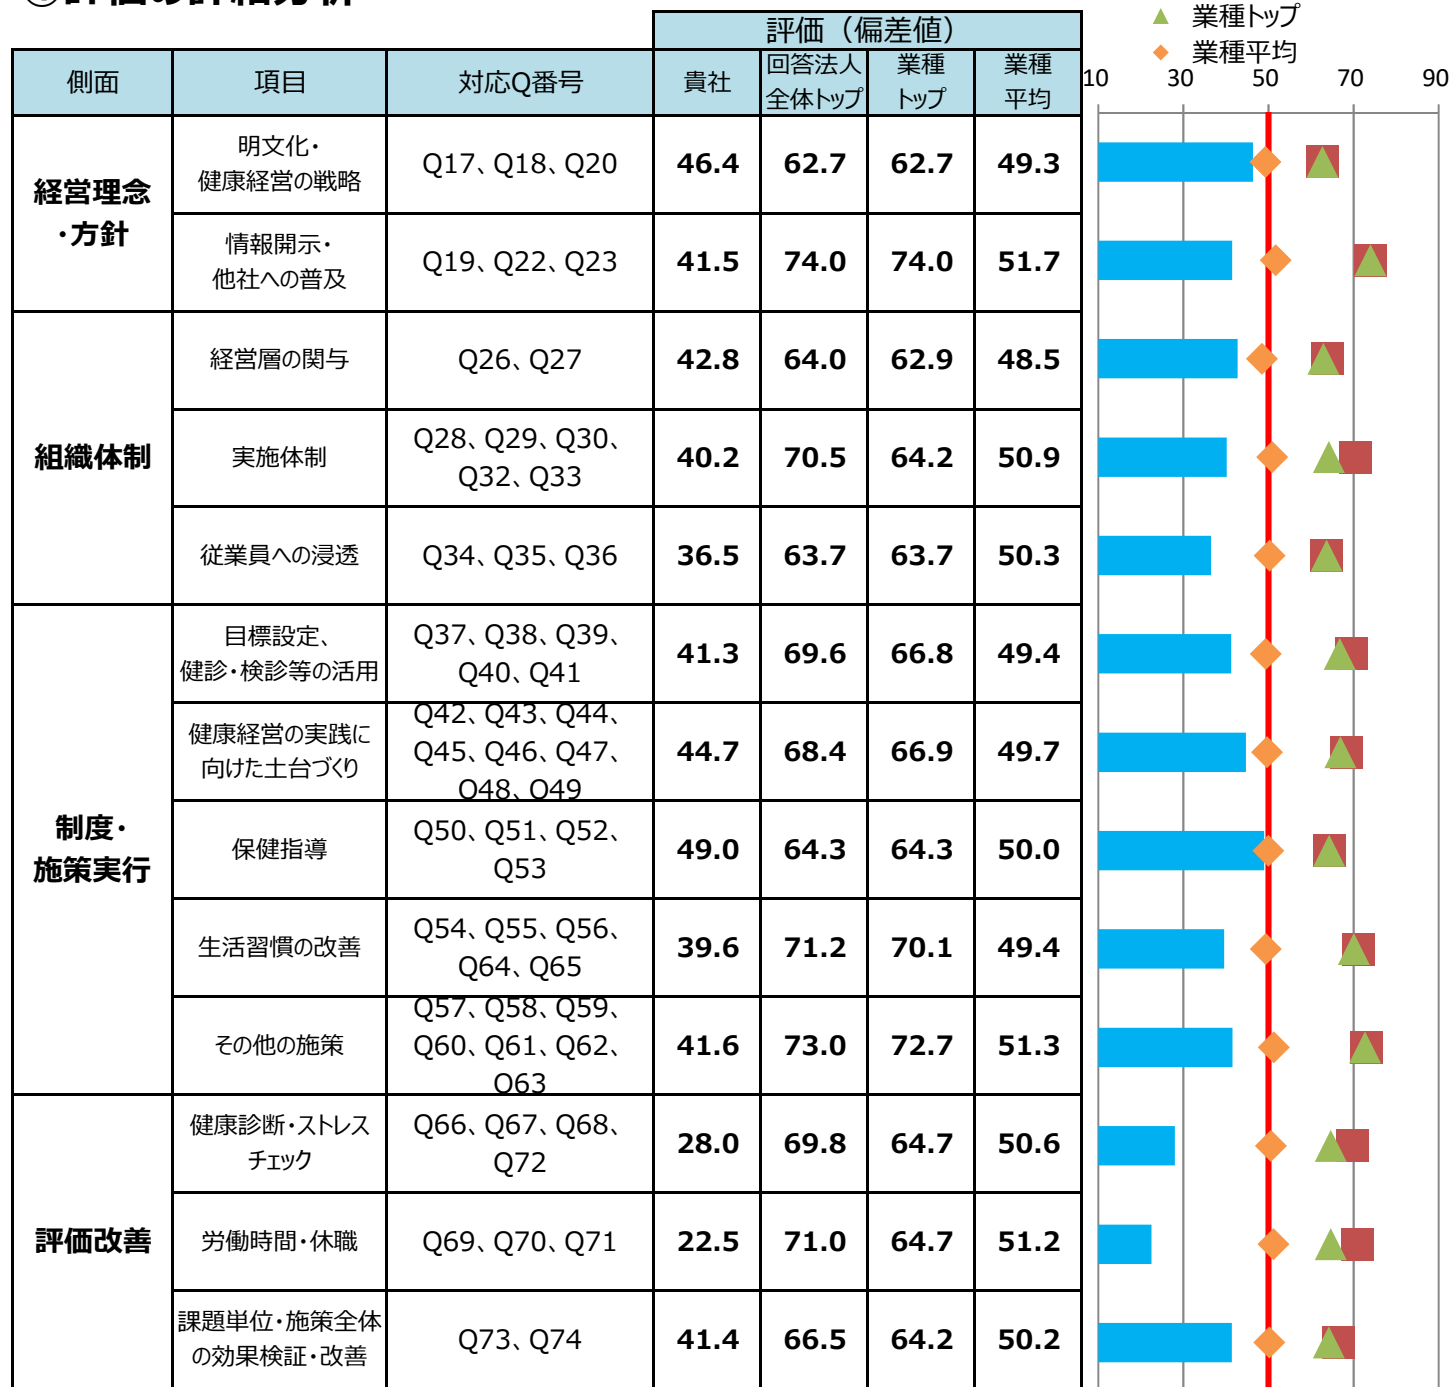 評価（偏差値）
▲ 業種トップ
◆ 業種平均
側面 項目 対応Q番号 貴社 回答法人 業種 業種
全体トップ トップ 平均
10 30 50 70 90
経営理念
・方針
明文化・
健康経営の戦略
Q17、Q18、Q20 46.4 62.7 62.7 49.3
情報開示・
他社への普及
Q19、Q22、Q23 41.5 74.0 74.0 51.7
組織体制
経営層の関与 Q26、Q27 42.8 64.0 62.9 48.5
実施体制
Q28、Q29、Q30、
Q32、Q33
40.2 70.5 64.2 50.9
従業員への浸透 Q34、Q35、Q36 36.5 63.7 63.7 50.3
制度・
施策実行
目標設定、
健診・検診等の活用
Q37、Q38、Q39、
Q40、Q41
41.3 69.6 66.8 49.4
健康経営の実践に
向けた土台づくり
Q42、Q43、Q44、
Q45、Q46、Q47、
Q48、Q49
44.7 68.4 66.9 49.7
保健指導
Q50、Q51、Q52、
Q53
49.0 64.3 64.3 50.0
生活習慣の改善
Q54、Q55、Q56、
Q64、Q65
39.6 71.2 70.1 49.4
その他の施策
Q57、Q58、Q59、
Q60、Q61、Q62、
Q63
41.6 73.0 72.7 51.3
評価改善
健康診断・ストレス
チェック
Q66、Q67、Q68、
Q72
28.0 69.8 64.7 50.6
労働時間・休職 Q69、Q70、Q71 22.5 71.0 64.7 51.2
課題単位・施策全体
の効果検証・改善
Q73、Q74 41.4 66.5 64.2 50.2